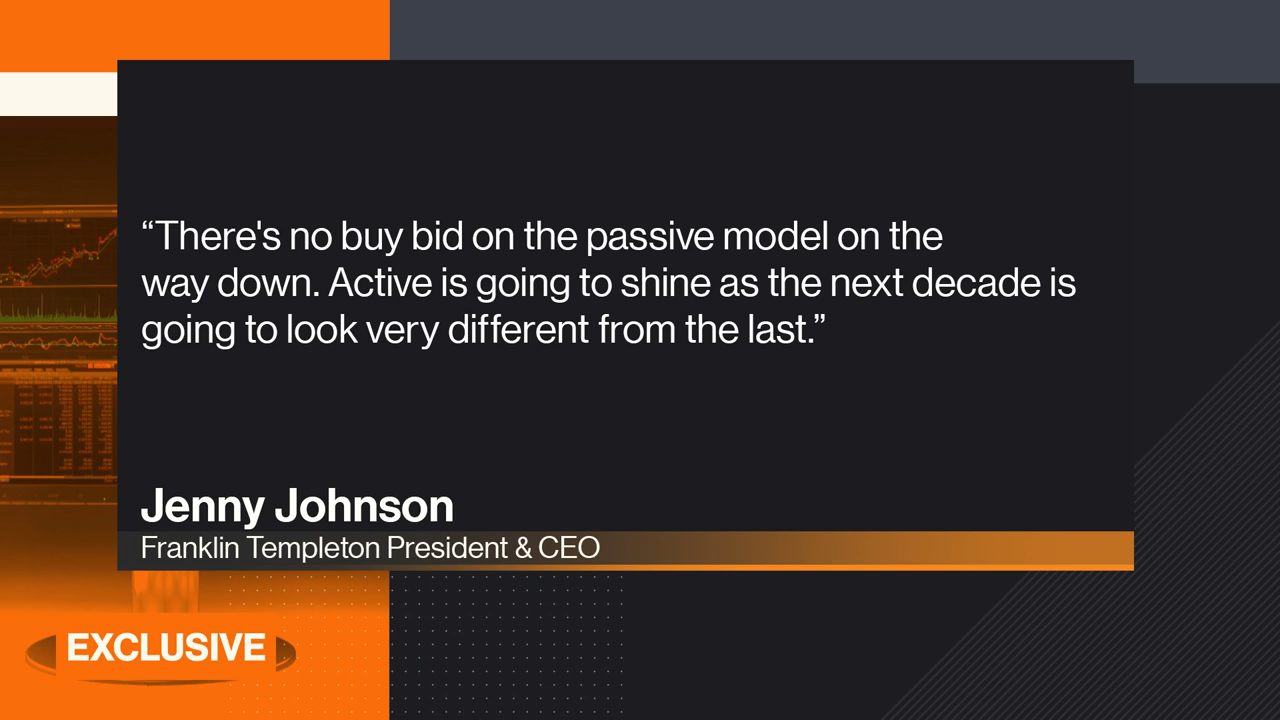 “There's no buy bid on the passive model on the
way down. Active is going to shine as the next decade is
going to look very different from the last.”
Jenny Johnson
Franklin Templeton President & CEO
EXCLUSIVE